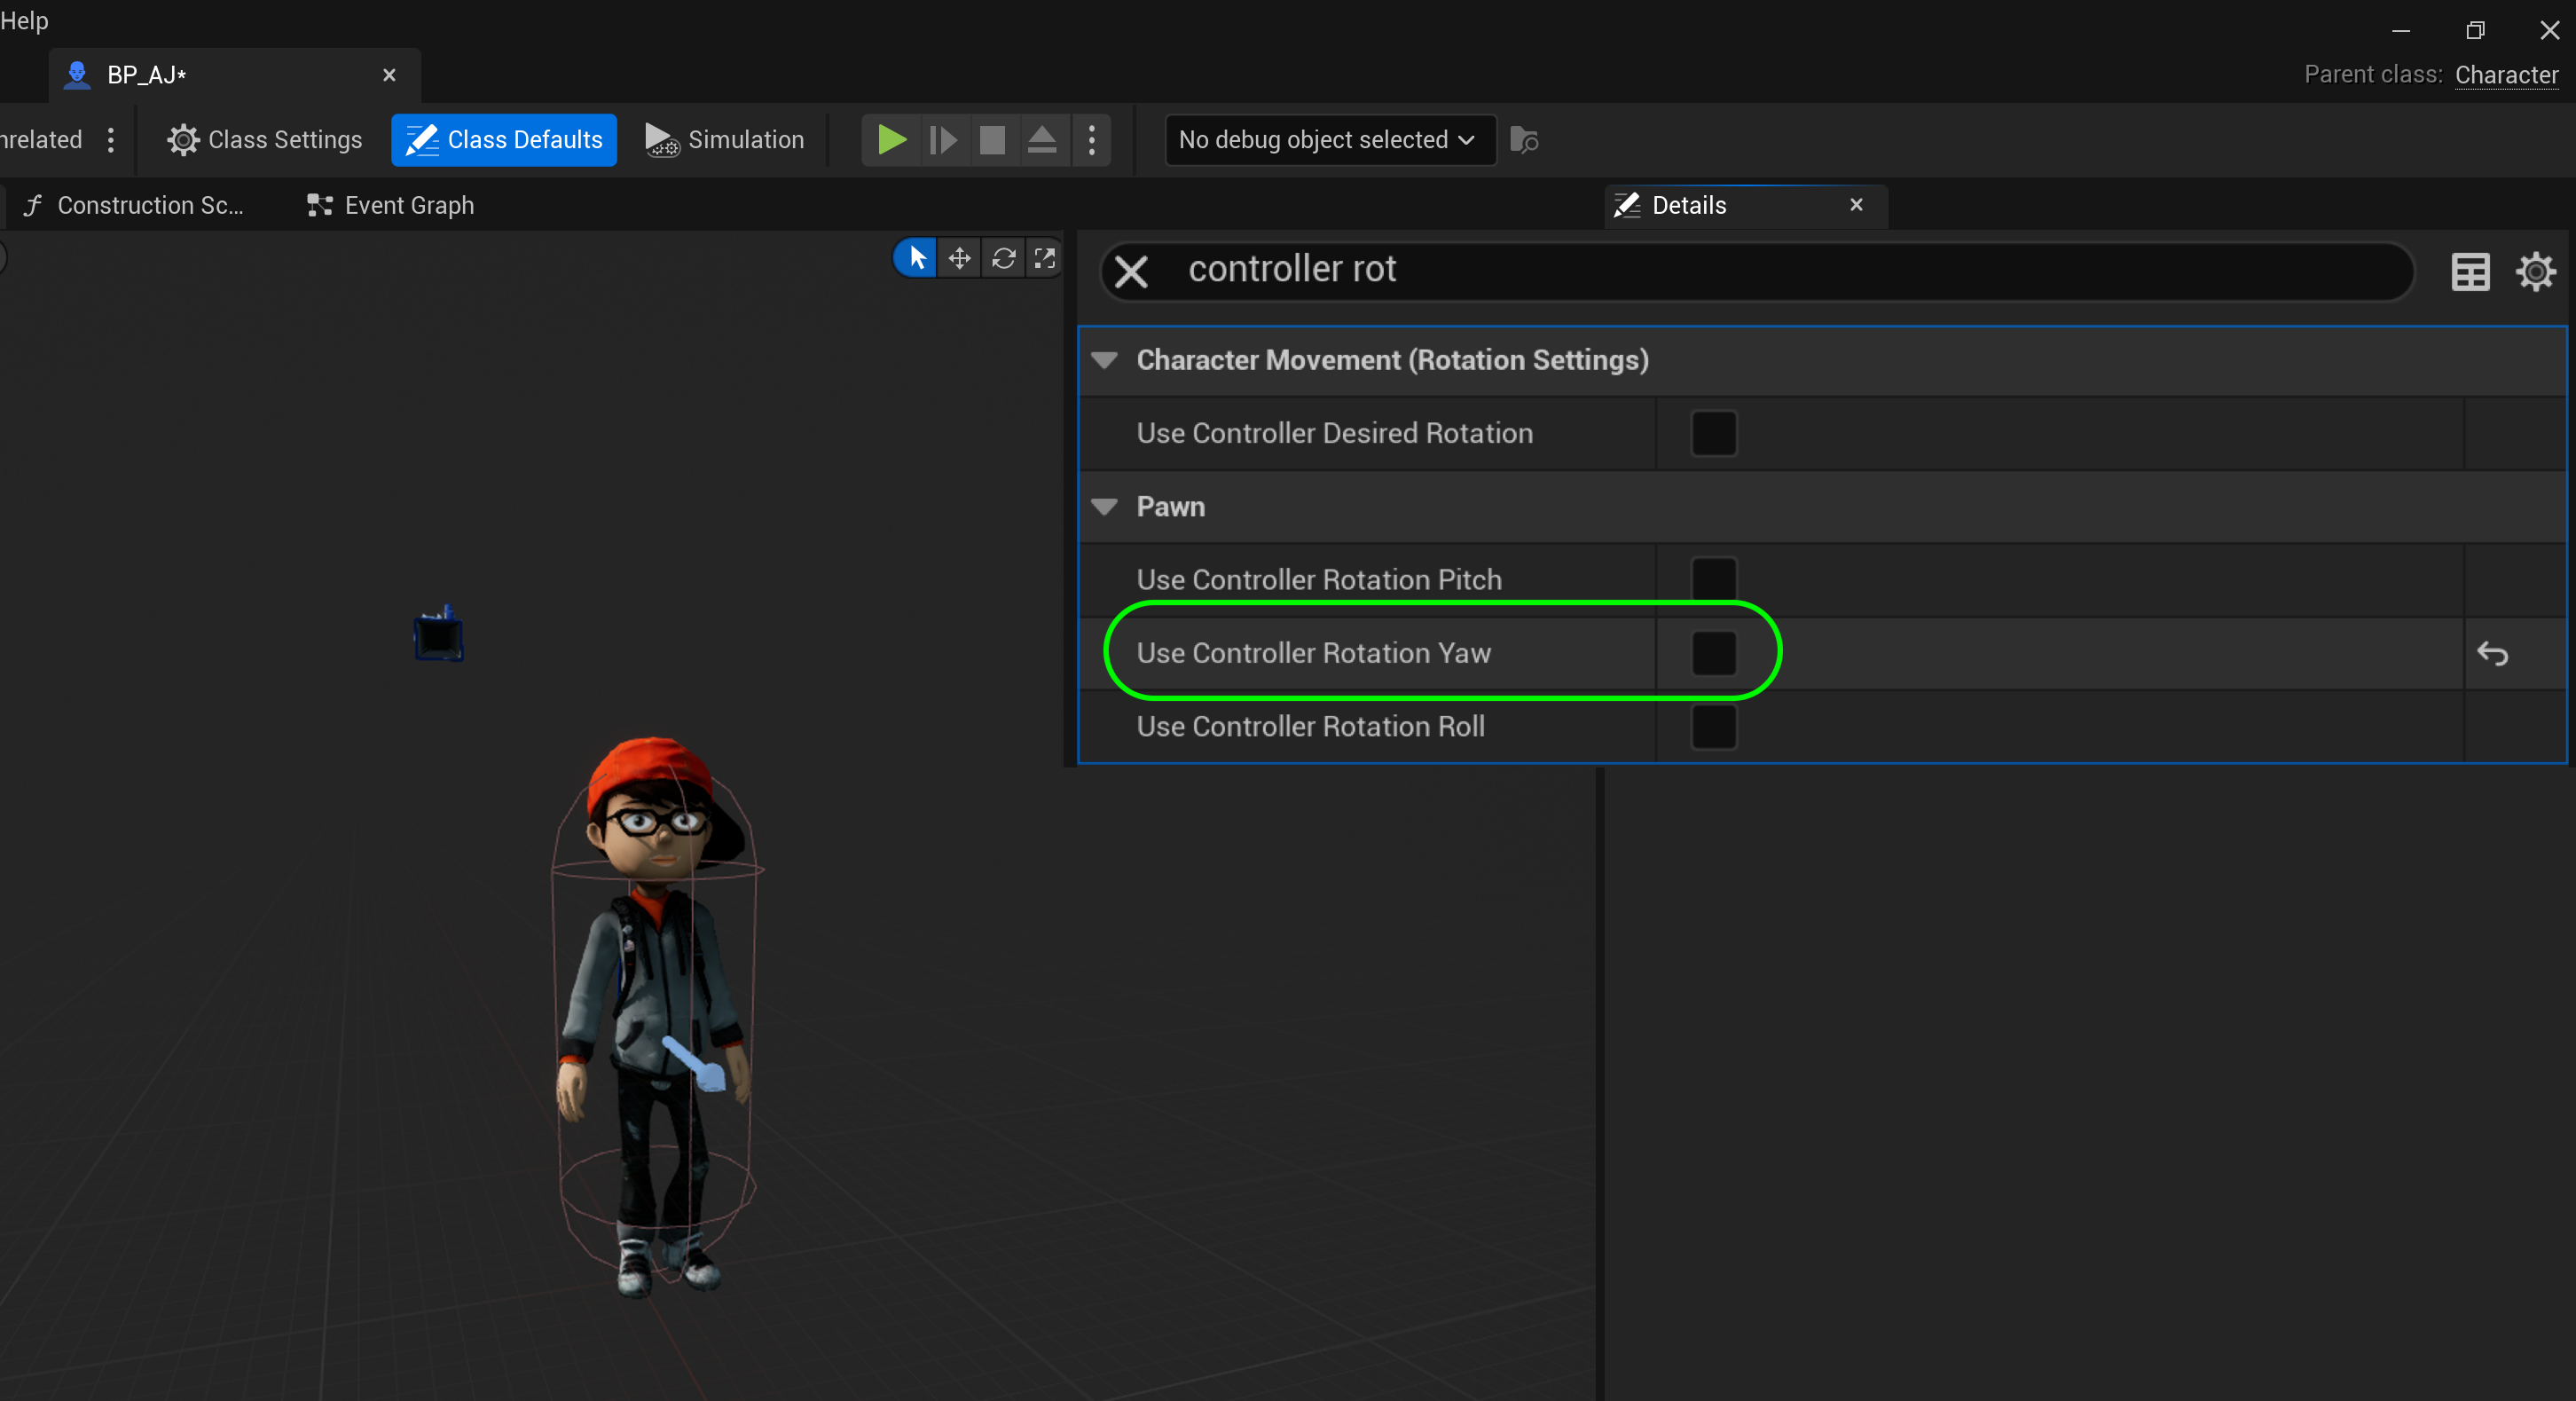 Help
BP_AJ*
Parent class: Character
nrelated
Class Settings
Class Defaults
Simulation
No debug object selected
Construction Sc...
Event Graph
Details
controller rot
Character Movement (Rotation Settings)
Use Controller Desired Rotation
Pawn
Use Controller Rotation Pitch
Use Controller Rotation Yaw
Use Controller Rotation Roll